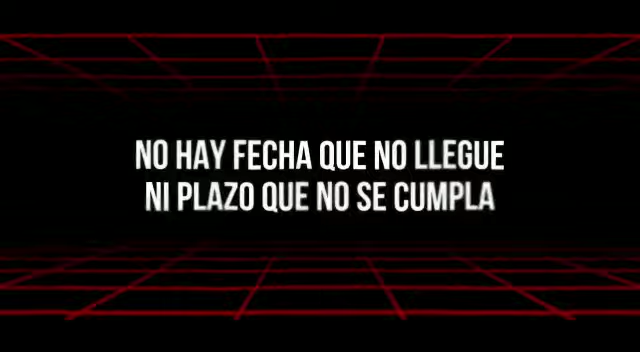 NO HAY FECHA QUE NO LLEGUE
NI PLAZO QUE NO SE CUMPLA